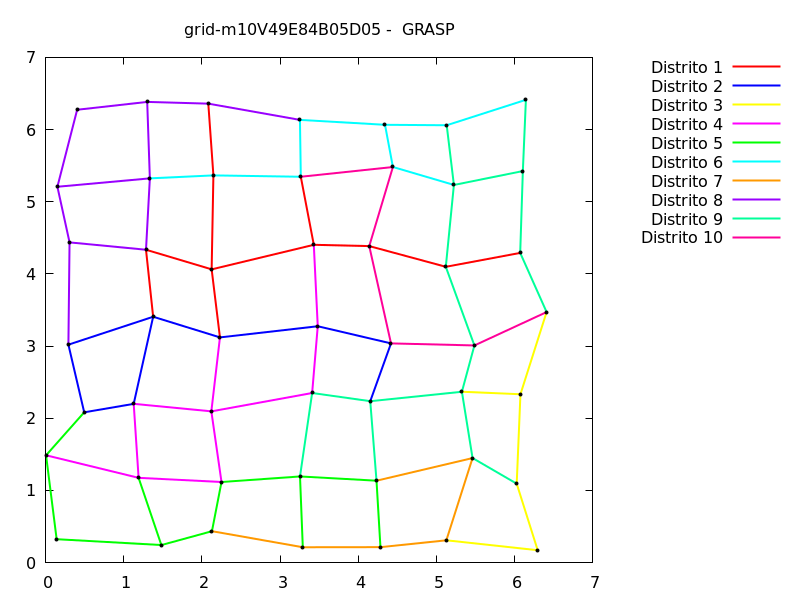 grid-m10V49E84B05D05 -  GRASP
7
6
5
4
3
2
1
0
0 1 2 3 4 5 6 7
Distrito 1
Distrito 2
Distrito 3
Distrito 4
Distrito 5
Distrito 6
Distrito 7
Distrito 8
Distrito 9
Distrito 10